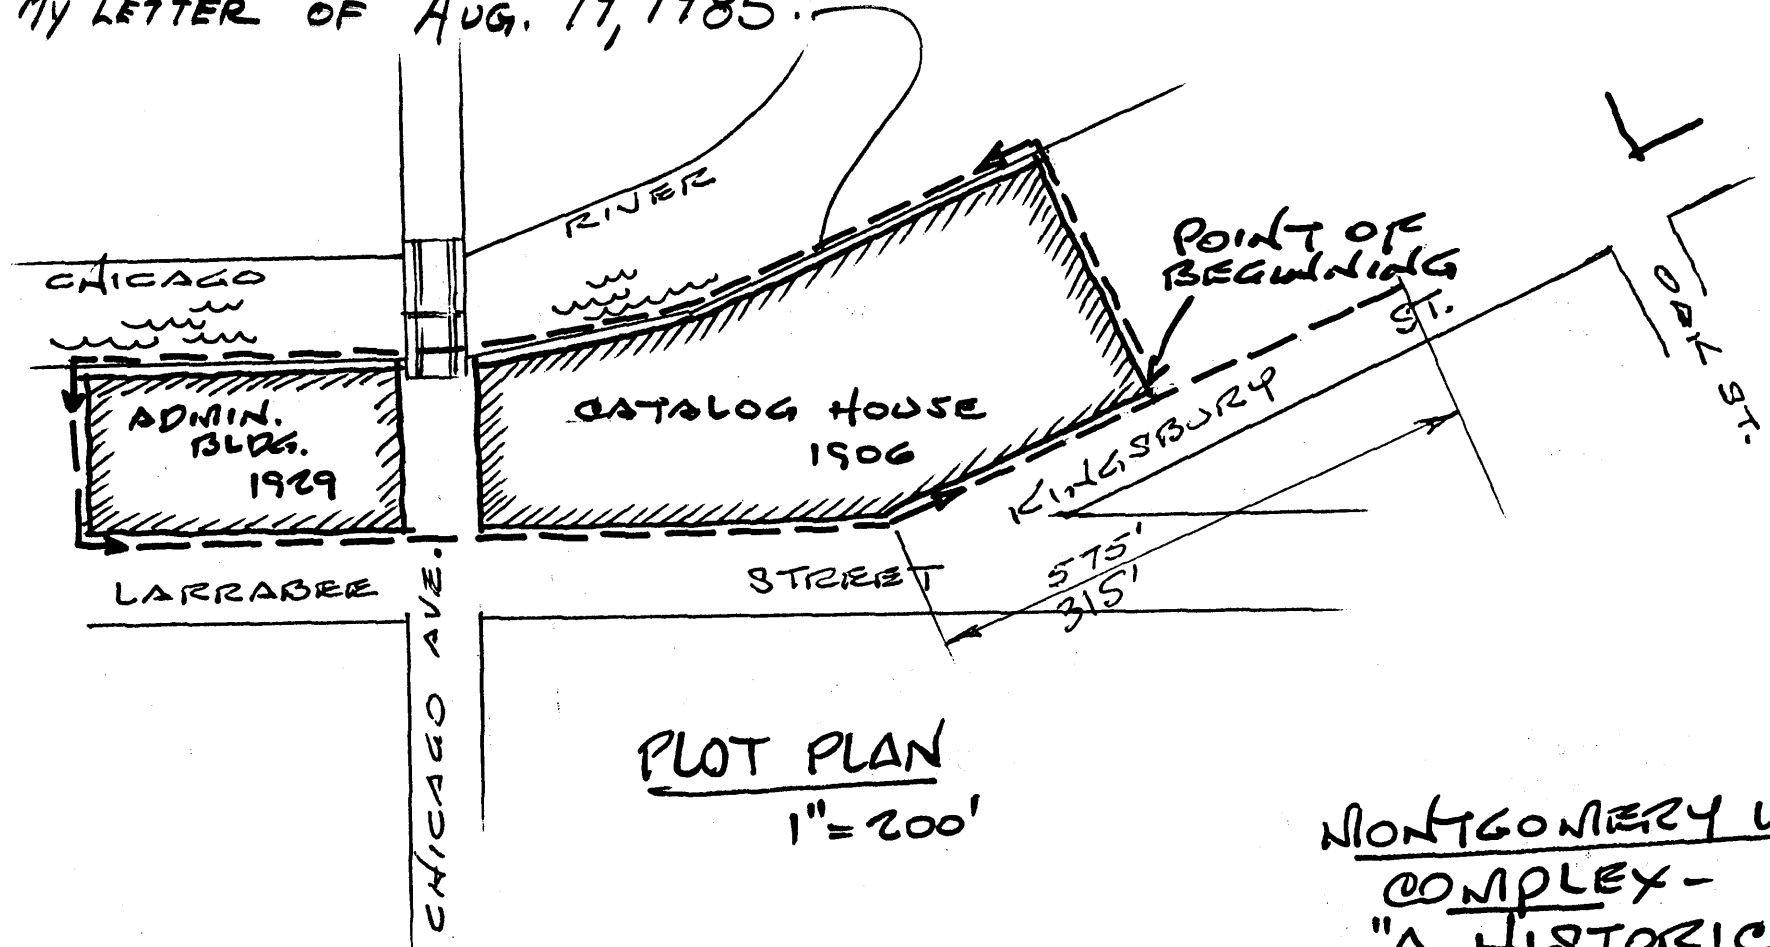 MY LETTER OF AUG. 19, 1985.
RIVER
CHICAGO
POINT OF
BEGINNING
ST.
OAK ST.
ADMIN.
BLDG.
1929
CATALOG HOUSE
1906
KINGSBURY
575'
315'
LARRABEE
STREET
CHICAGO AVE.
PLOT PLAN
1"=200'
MONTGOMERY
COMPLEX-
"A HISTORIC